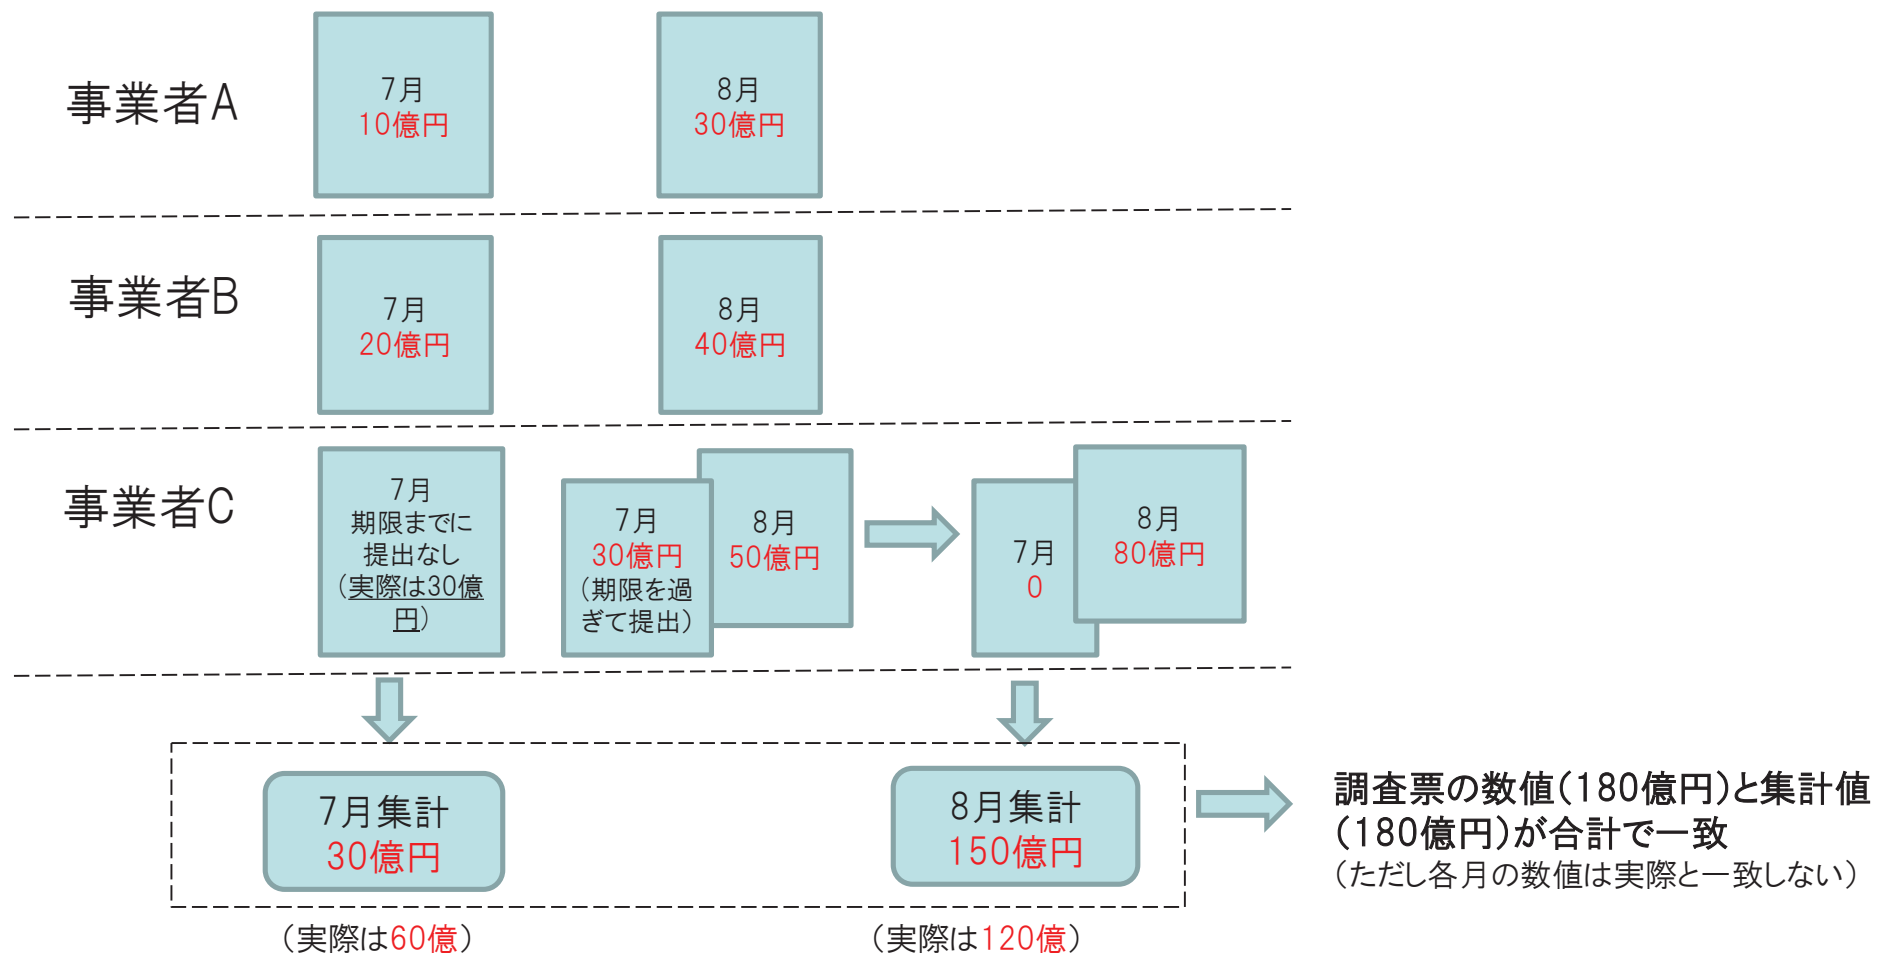 事業者A
7月
10億円
8月
30億円
事業者B
7月
20億円
8月
40億円
事業者C
7月
期限までに
提出なし
（実際は30億
円）
7月
30億円
（期限を過
ぎて提出）
8月
50億円
7月
0
8月
80億円
7月集計
30億円
8月集計
150億円
調査票の数値（180億円）と集計値
（180億円）が合計で一致
（ただし各月の数値は実際と一致しない）
（実際は60億）
（実際は120億）